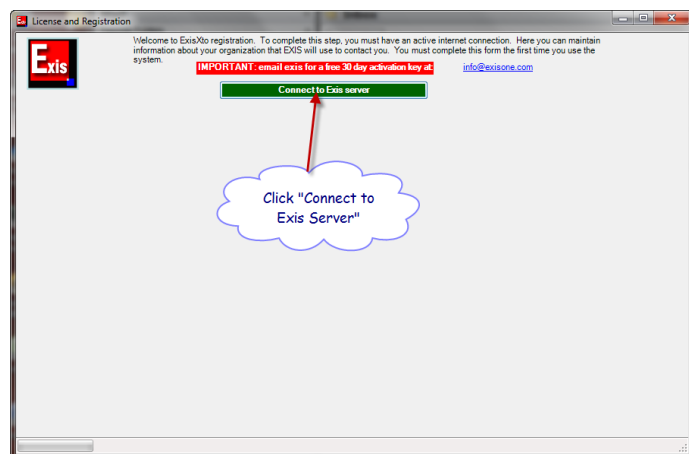 License and Registration
Exis
Welcome to ExisXto registration. To complete this step, you must have an active internet connection. Here you can maintain
information about your organization that EXIS will use to contact you. You must complete this form the first time you use the
system.
IMPORTANT: email exis for a free 30 day activation key at: info@exisone.com
Connect to Exis server
Click "Connect to
Exis Server"